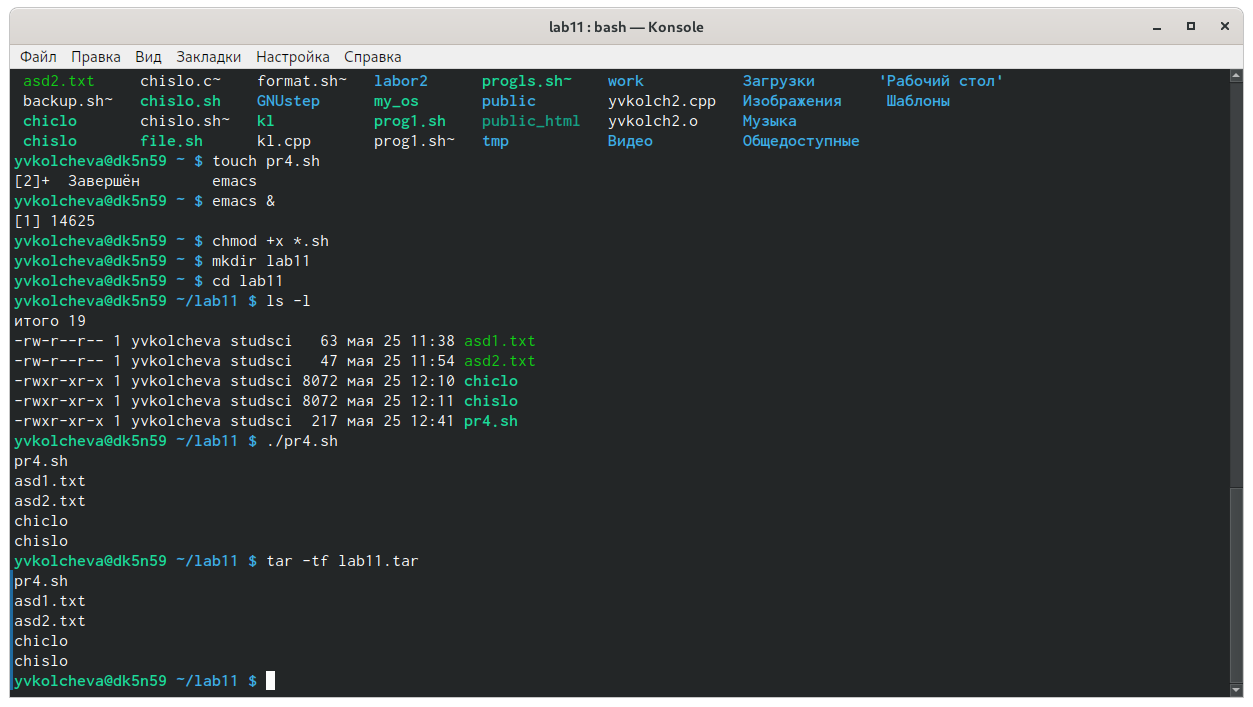 lab11 : bash — Konsole
Файл Правка Вид Закладки Настройка Справка
asd2.txt chislo.c~ format.sh~ labor2 progls.sh~ work Загрузки 'Рабочий стол'
backup.sh~ chislo.sh GNUstep my_os public yvkolch2.cpp Изображения Шаблоны
chiclo chislo.sh~ kl prog1.sh public_html yvkolch2.o Музыка
chislo file.sh kl.cpp prog1.sh~ tmp Видео Общедоступные
yvkolcheva@dk5n59 ~ $ touch pr4.sh
[2]+ Завершён emacs
yvkolcheva@dk5n59 ~ $ emacs &
[1] 14625
yvkolcheva@dk5n59 ~ $ chmod +x *.sh
yvkolcheva@dk5n59 ~ $ mkdir lab11
yvkolcheva@dk5n59 ~ $ cd lab11
yvkolcheva@dk5n59 ~/lab11 $ ls -l
итого 19
-rw-r--r-- 1 yvkolcheva studsci 63 мая 25 11:38 asd1.txt
-rw-r--r-- 1 yvkolcheva studsci 47 мая 25 11:54 asd2.txt
-rwxr-xr-x 1 yvkolcheva studsci 8072 мая 25 12:10 chiclo
-rwxr-xr-x 1 yvkolcheva studsci 8072 мая 25 12:11 chislo
-rwxr-xr-x 1 yvkolcheva studsci 217 мая 25 12:41 pr4.sh
yvkolcheva@dk5n59 ~/lab11 $ ./pr4.sh
pr4.sh
asd1.txt
asd2.txt
chiclo
chislo
yvkolcheva@dk5n59 ~/lab11 $ tar -tf lab11.tar
pr4.sh
asd1.txt
asd2.txt
chiclo
chislo
yvkolcheva@dk5n59 ~/lab11 $